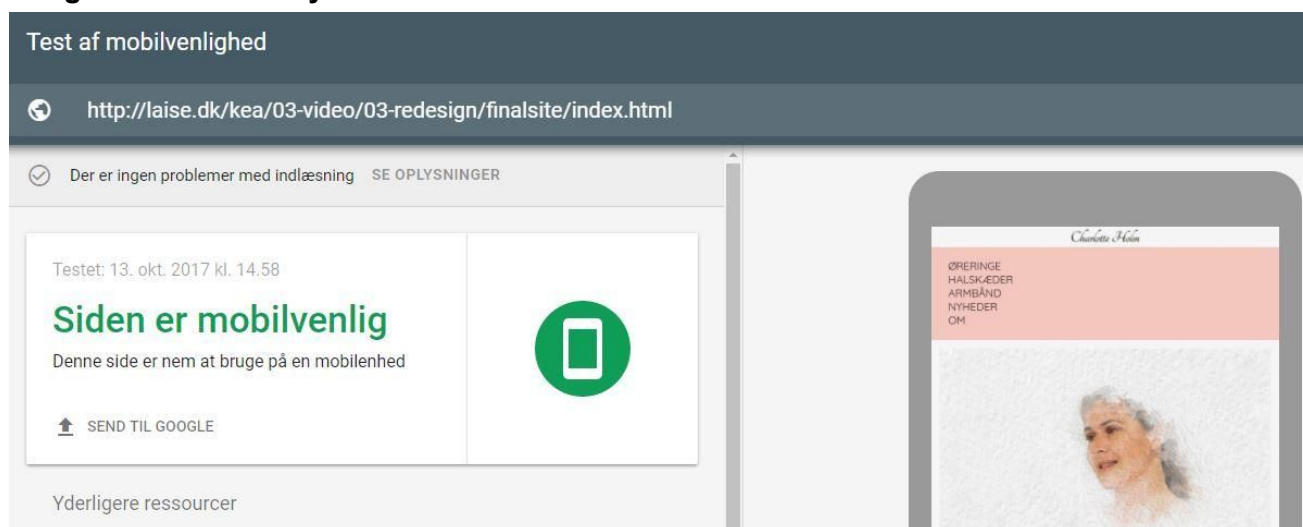 Test af mobilvenlighed
http://laise.dk/kea/03-video/03-redesign/finalsite/index.html
Der er ingen problemer med indlæsning SE OPLYSNINGER
Testet: 13. okt. 2017 kl. 14.58
Siden er mobilvenlig
Denne side er nem at bruge på en mobilenhed
SEND TIL GOOGLE
Yderligere ressourcer
Charlotte Holm
ØRERINGE
HALSKÆDER
ARMBÅND
NYHEDER
OM